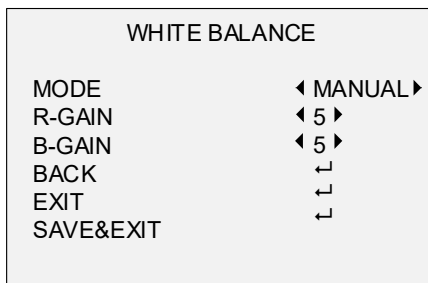 WHITE BALANCE
MODE ◀ MANUAL ▶
R-GAIN ◀ 5 ▶
B-GAIN ◀ 5 ▶
BACK ↵
EXIT ↵
SAVE&EXIT ↵